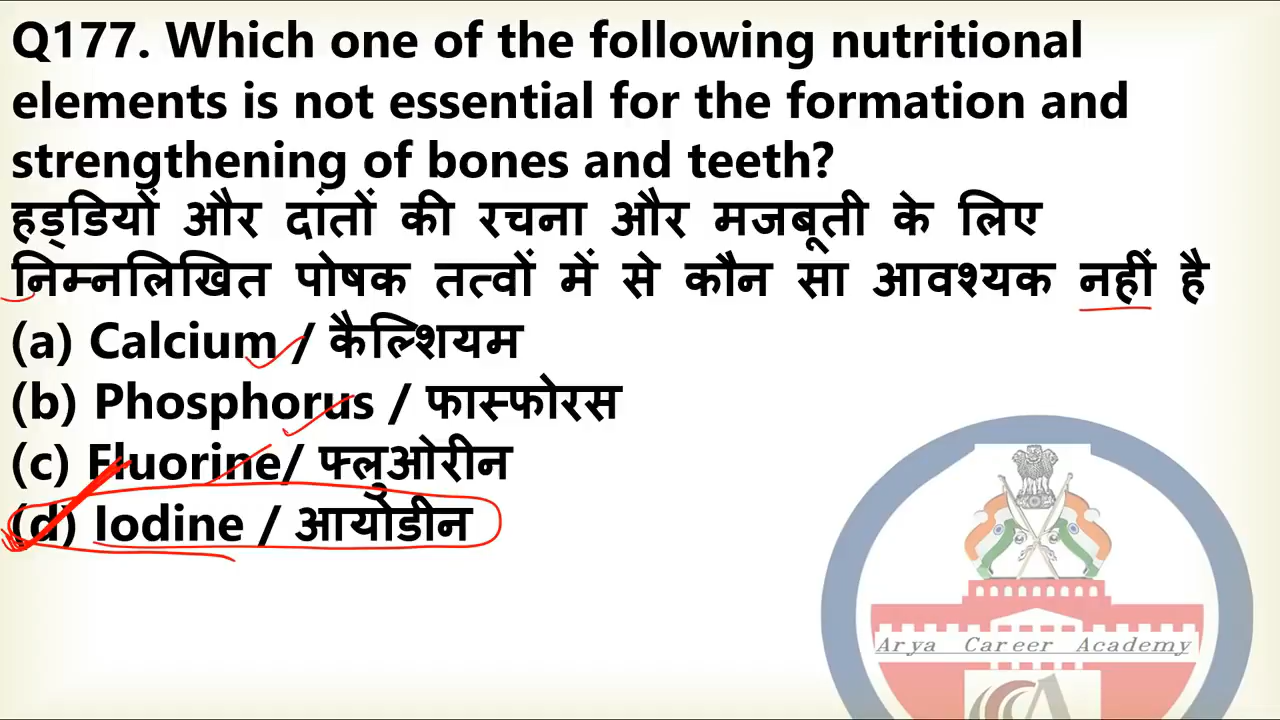 Q177. Which one of the following nutritional
elements is not essential for the formation and
strengthening of bones and teeth?
हड्डियों और दांतों की रचना और मजबूती के लिए
निम्नलिखित पोषक तत्वों में से कौन सा आवश्यक नहीं है
(a) Calcium / कैल्शियम
(b) Phosphorus / फास्फोरस
(c) Fluorine/ फ्लुओरीन
(d) Iodine / आयोडीन
Arya Career Academy